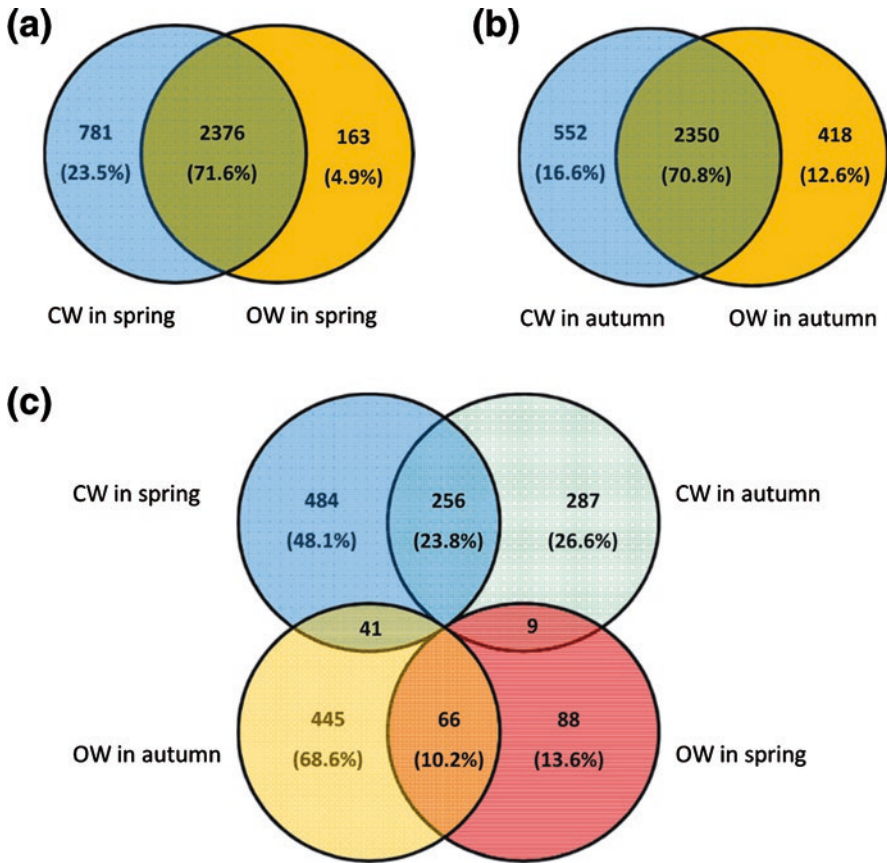 (a)
781
(23.5%)
2376
(71.6%)
163
(4.9%)
CW in spring
OW in spring
(b)
552
(16.6%)
2350
(70.8%)
418
(12.6%)
CW in autumn
OW in autumn
(c)
CW in spring
484
(48.1%)
256
(23.8%)
287
(26.6%)
CW in autumn
41
9
OW in autumn
445
(68.6%)
66
(10.2%)
88
(13.6%)
OW in spring